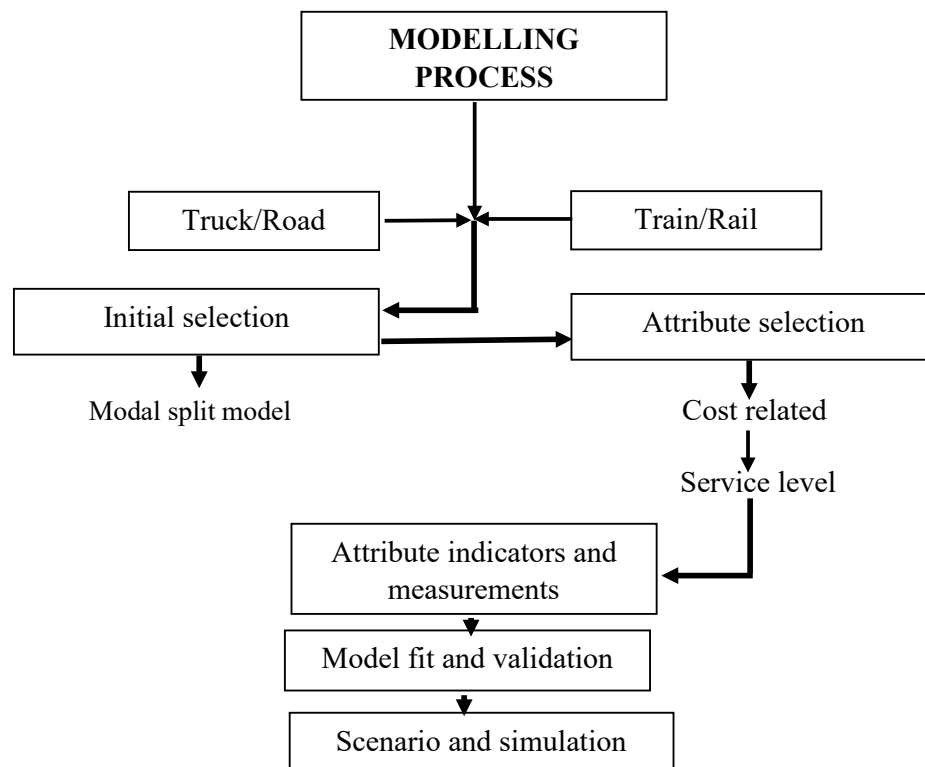 MODELLING
PROCESS
Truck/Road
Train/Rail
Initial selection
Attribute selection
Modal split model
Cost related
Service level
Attribute indicators and
measurements
Model fit and validation
Scenario and simulation